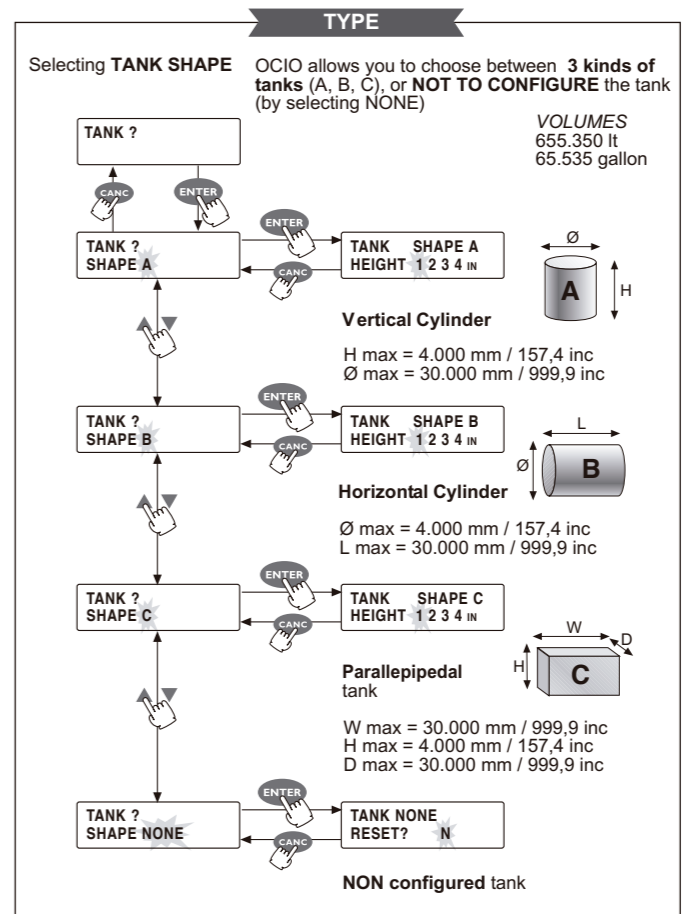 TYPE
Selecting TANK SHAPE
OCIO allows you to choose between 3 kinds of
tanks (A, B, C), or NOT TO CONFIGURE the tank
(by selecting NONE)
VOLUMES
655.350 lt
65.535 gallon
TANK ?
CANC
ENTER
TANK ?
SHAPE A
ENTER
CANC
TANK SHAPE A
HEIGHT 1 2 3 4 IN
Ø
A
H
Vertical Cylinder
H max = 4.000 mm / 157,4 inc
Ø max = 30.000 mm / 999,9 inc
TANK ?
SHAPE B
ENTER
CANC
TANK SHAPE B
HEIGHT 1 2 3 4 IN
L
Ø
B
Horizontal Cylinder
Ø max = 4.000 mm / 157,4 inc
L max = 30.000 mm / 999,9 inc
TANK ?
SHAPE C
ENTER
CANC
TANK SHAPE C
HEIGHT 1 2 3 4 IN
W
D
H
C
Parallepipedal
tank
W max = 30.000 mm / 999,9 inc
H max = 4.000 mm / 157,4 inc
D max = 30.000 mm / 999,9 inc
TANK ?
SHAPE NONE
ENTER
CANC
TANK NONE
RESET? N
NON configured tank